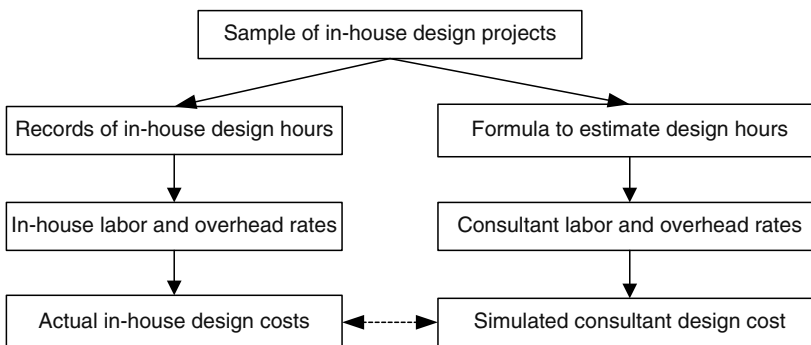 Sample of in-house design projects
Records of in-house design hours
Formula to estimate design hours
In-house labor and overhead rates
Consultant labor and overhead rates
Actual in-house design costs
Simulated consultant design cost